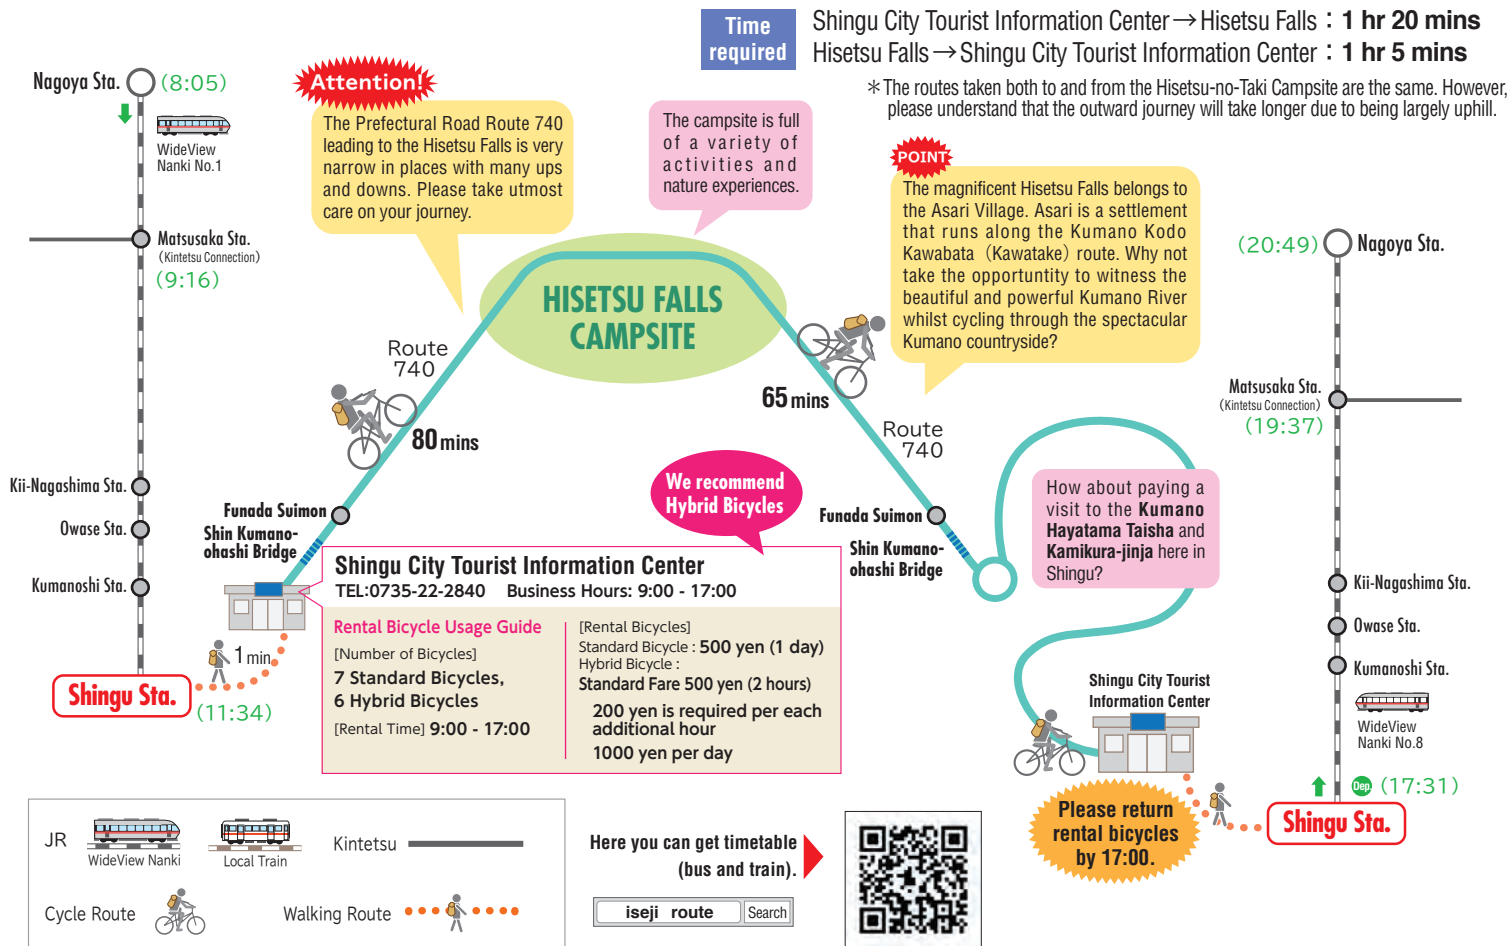 Time
required
Shingu City Tourist Information Center→Hisetsu Falls：1 hr 20 mins
Hisetsu Falls→Shingu City Tourist Information Center：1 hr 5 mins
＊The routes taken both to and from the Hisetsu-no-Taki Campsite are the same. However,
please understand that the outward journey will take longer due to being largely uphill.
Nagoya Sta.
(8:05)
WideView
Nanki No.1
Matsusaka Sta.
(Kintetsu Connection)
(9:16)
Kii-Nagashima Sta.
Owase Sta.
Kumanoshi Sta.
Shingu Sta.
(11:34)
1 min
Attention!
The Prefectural Road Route 740
leading to the Hisetsu Falls is very
narrow in places with many ups
and downs. Please take utmost
care on your journey.
The campsite is full
of a variety of
activities and
nature experiences.
HISETSU FALLS
CAMPSITE
Route
740
80 mins
Funada Suimon
Shin Kumano-
ohashi Bridge
POINT
The magnificent Hisetsu Falls belongs to
the Asari Village. Asari is a settlement
that runs along the Kumano Kodo
Kawabata（Kawatake）route. Why not
take the opportuntity to witness the
beautiful and powerful Kumano River
whilst cycling through the spectacular
Kumano countryside?
65 mins
Route
740
Funada Suimon
Shin Kumano-
ohashi Bridge
We recommend
Hybrid Bicycles
Shingu City Tourist Information Center
TEL:0735-22-2840 Business Hours: 9:00 - 17:00
Rental Bicycle Usage Guide
[Number of Bicycles]
7 Standard Bicycles,
6 Hybrid Bicycles
[Rental Time] 9:00 - 17:00
[Rental Bicycles]
Standard Bicycle : 500 yen (1 day)
Hybrid Bicycle :
Standard Fare 500 yen (2 hours)
200 yen is required per each
additional hour
1000 yen per day
How about paying a
visit to the Kumano
Hayatama Taisha and
Kamikura-jinja here in
Shingu?
Shingu City Tourist
Information Center
Please return
rental bicycles
by 17:00.
(20:49)
Nagoya Sta.
Matsusaka Sta.
(Kintetsu Connection)
(19:37)
Kii-Nagashima Sta.
Owase Sta.
Kumanoshi Sta.
WideView
Nanki No.8
Dep. (17:31)
Shingu Sta.
JR
WideView Nanki
Local Train
Kintetsu
Cycle Route
Walking Route
Here you can get timetable
(bus and train).
iseji route
Search